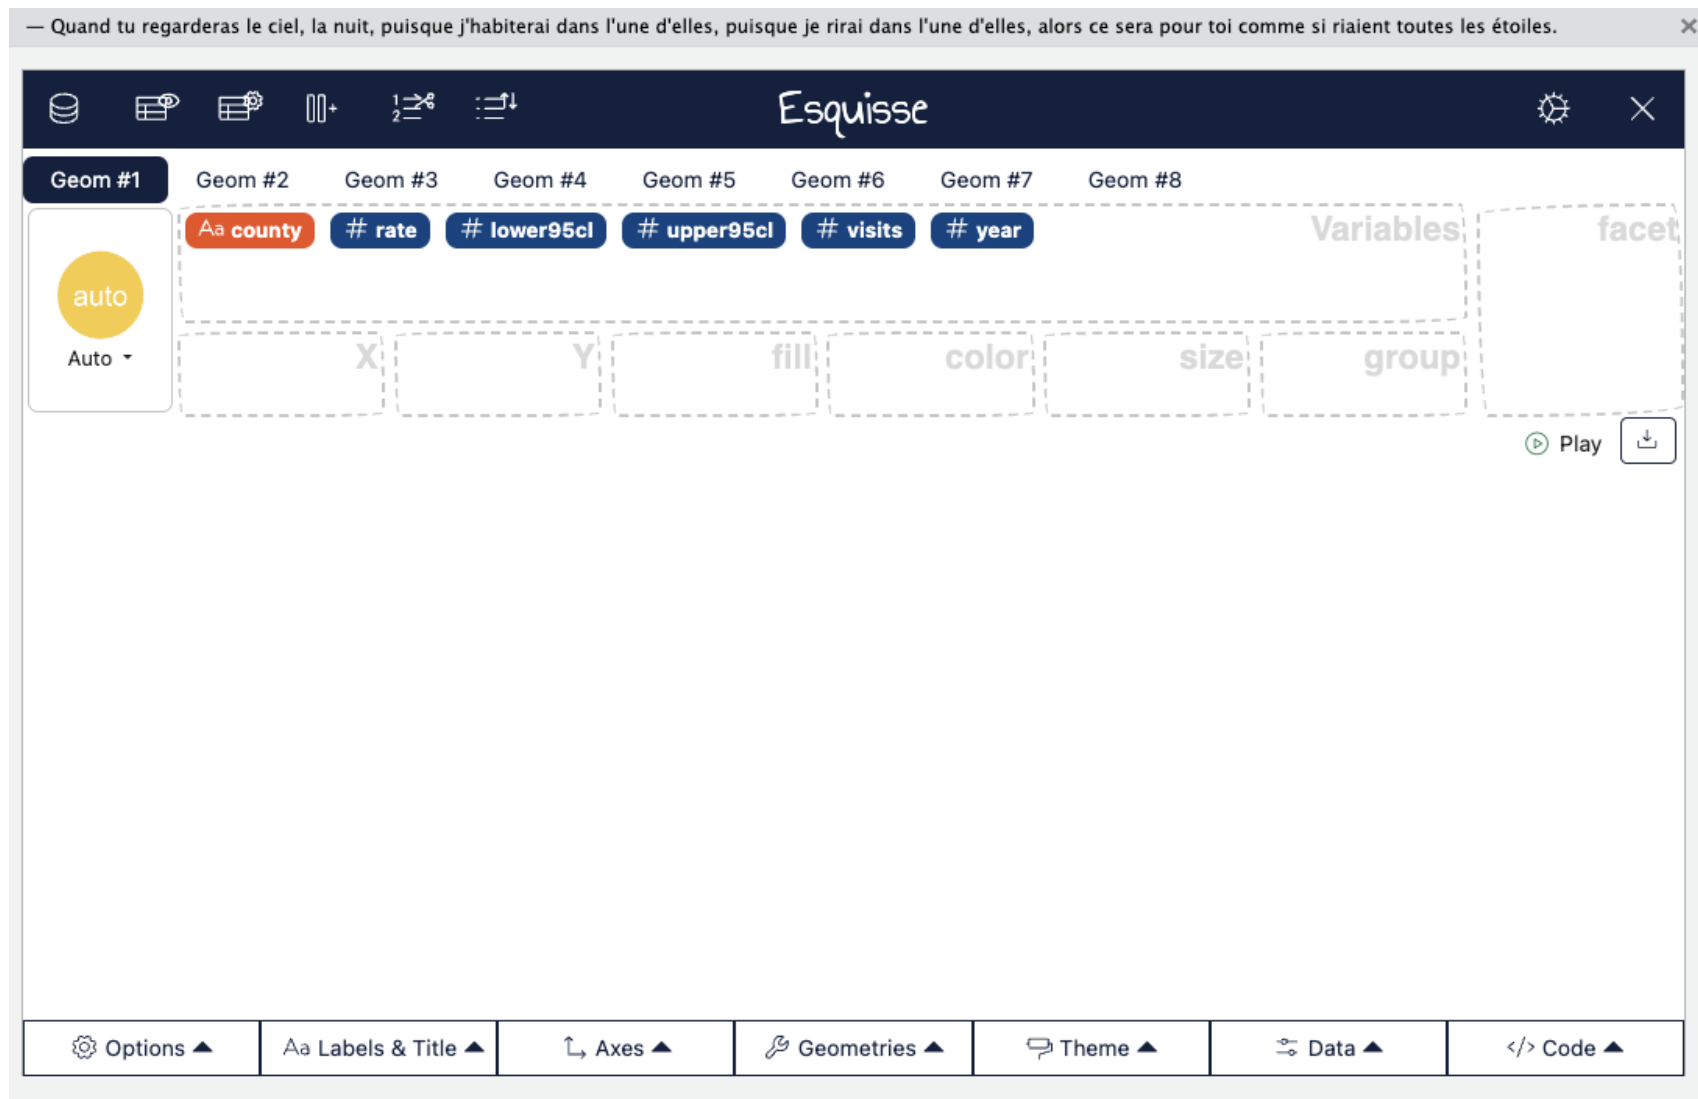 — Quand tu regarderas le ciel, la nuit, puisque j'habiterai dans l'une d'elles, puisque je rirai dans l'une d'elles, alors ce sera pour toi comme si riaient toutes les étoiles.
Esquisse
Geom #1 Geom #2 Geom #3 Geom #4 Geom #5 Geom #6 Geom #7 Geom #8
Aa county # rate # lower95cl # upper95cl # visits # year Variables facet
auto
Auto X Y fill color size group
Play
Options Aa Labels & Title Axes Geometries Theme Data </> Code